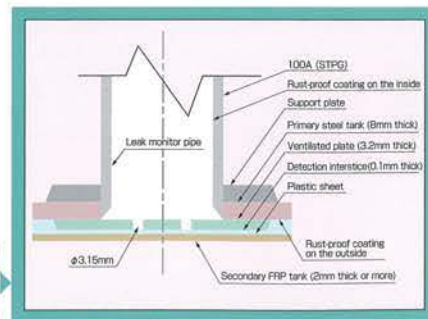 100A (STPG)
Rust-proof coating on the inside
Support plate
Primary steel tank (8mm thick)
Leak monitor pipe
Ventilated plate (3.2mm thick)
Detection interstice (0.1mm thick)
Plastic sheet
Rust-proof coating
on the outside
φ3.15mm
Secondary FRP tank (2mm thick or more)